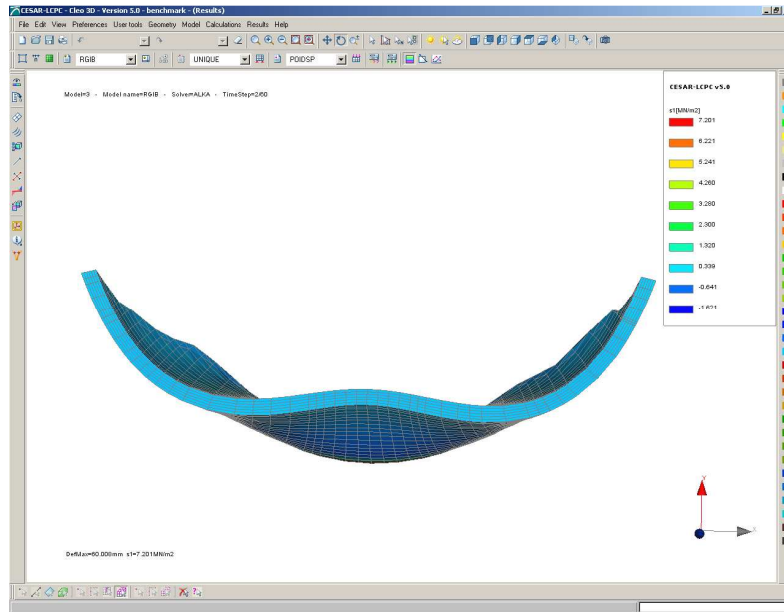 CESAR-LCPC - Cleo 3D - Version 5.0 - benchmark - (Results)
File Edit View Preferences User tools Geometry Model Calculations Results Help
RGIB UNIQUE POIDSP
Model=3 - Model name=RGIB - Solver=ALKA - TimeStep=2/60
CESAR-LCPC v5.0
s1[MN/m2]
7.201
6.221
5.241
4.260
3.280
2.300
1.320
0.339
-0.641
-1.621
Y
X
DefMax=60.000mm s1=7.201MN/m2